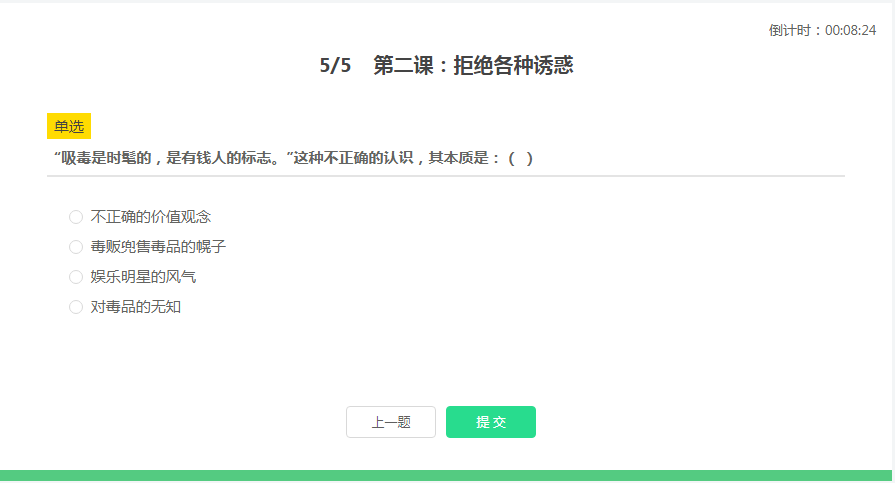 倒计时：00:08:24
5/5 第二课：拒绝各种诱惑
单选
“吸毒是时髦的，是有钱人的标志。”这种不正确的认识，其本质是：（ ）
不正确的价值观念
毒贩兜售毒品的幌子
娱乐明星的风气
对毒品的无知
上一题 提交